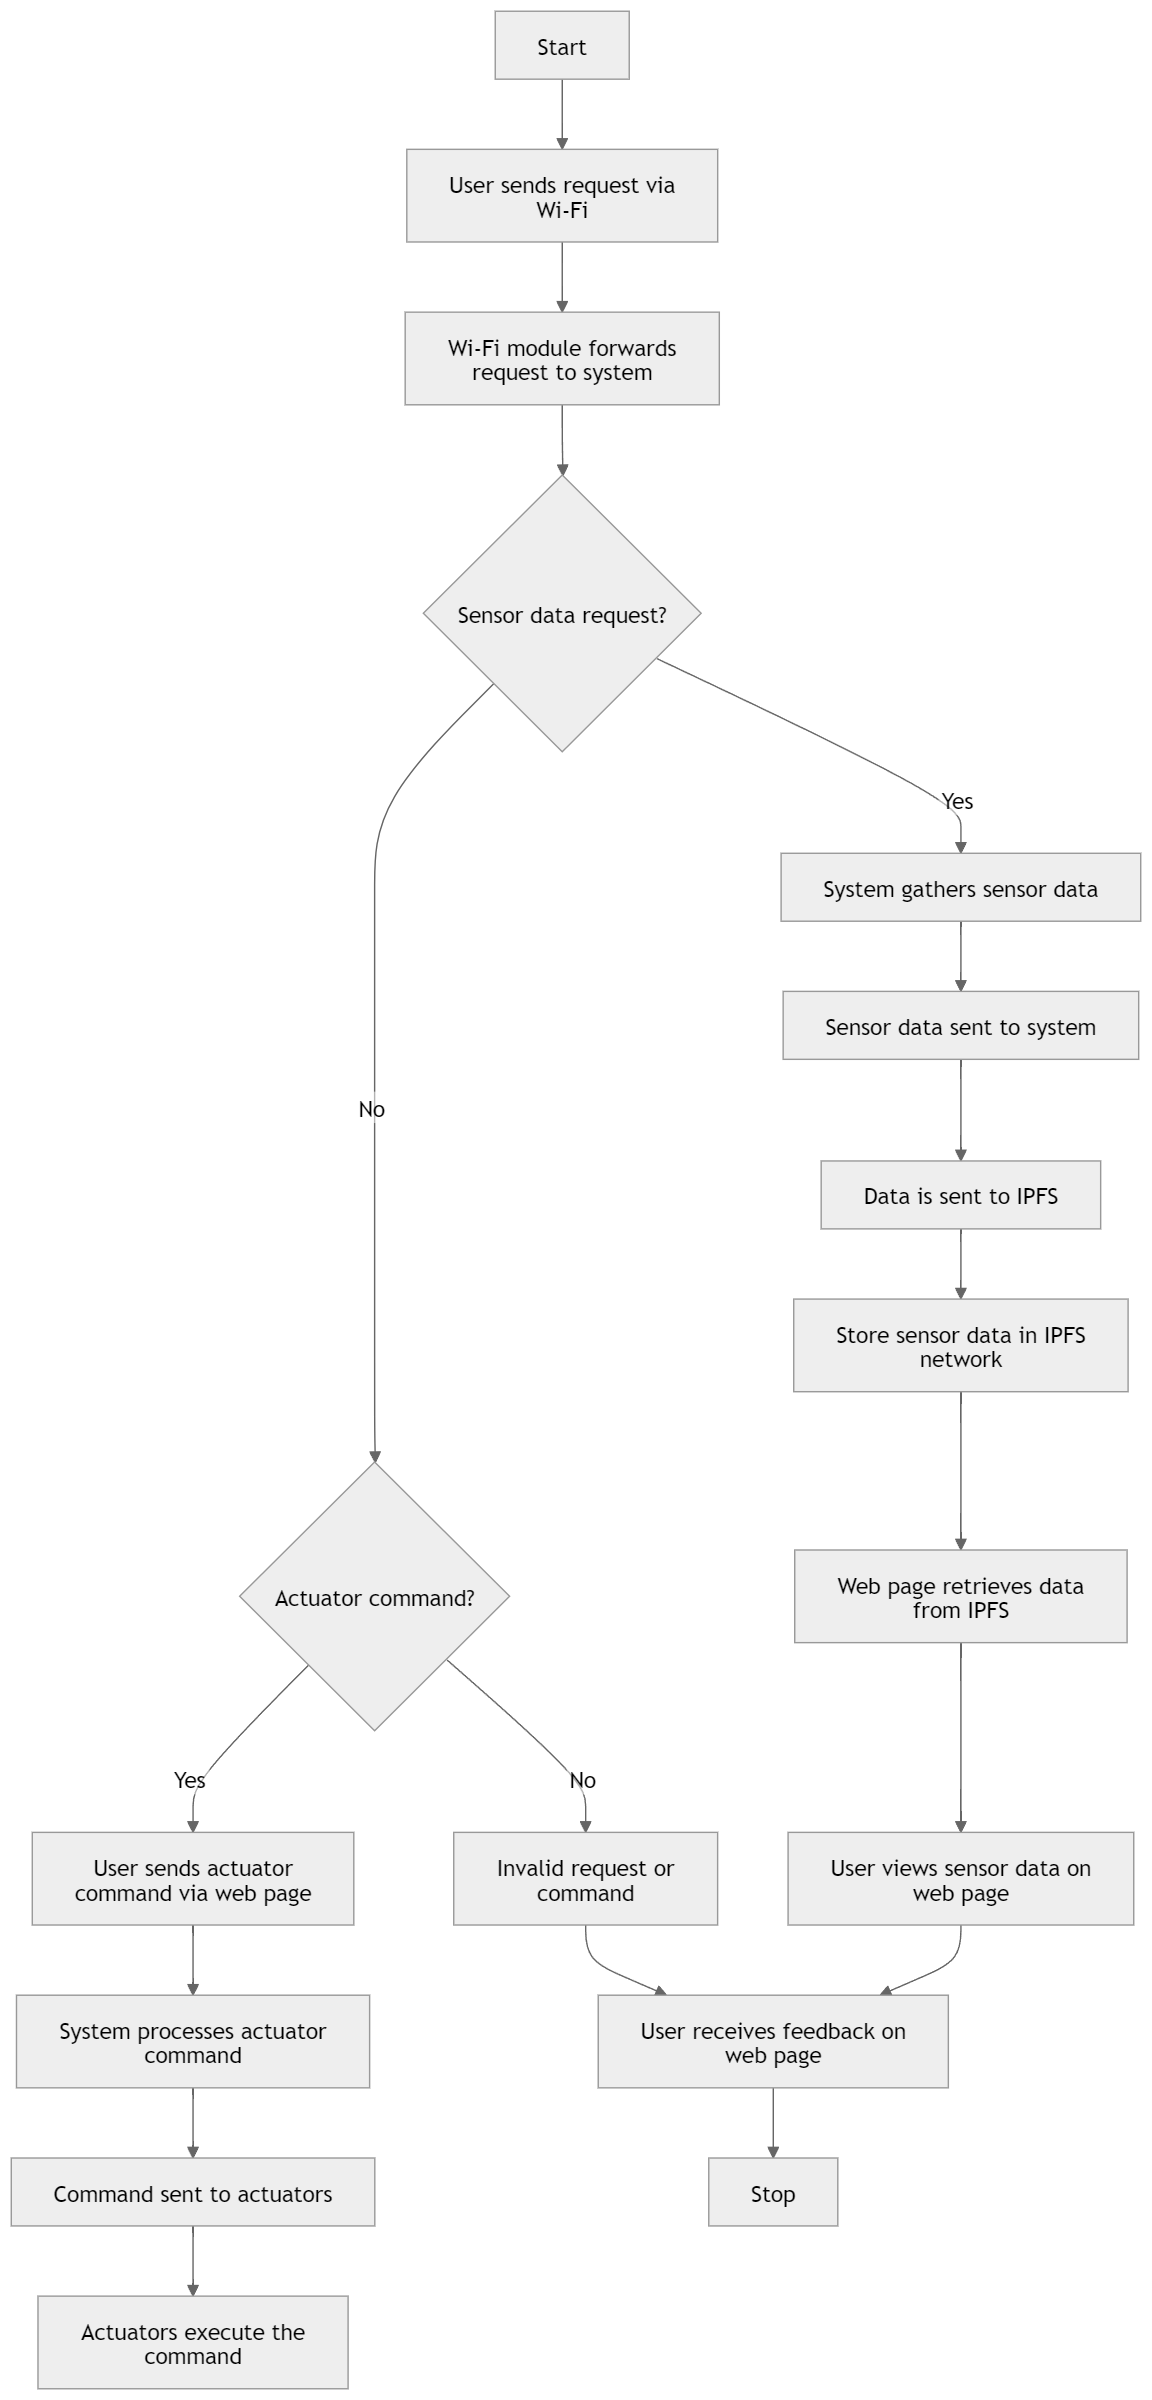 Start
User sends request via
Wi-Fi
Wi-Fi module forwards
request to system
Sensor data request?
Yes
System gathers sensor data
Sensor data sent to system
No
Data is sent to IPFS
Store sensor data in IPFS
network
Actuator command?
Web page retrieves data
from IPFS
Yes
No
User sends actuator
command via web page
Invalid request or
command
User views sensor data on
web page
System processes actuator
command
User receives feedback on
web page
Command sent to actuators
Stop
Actuators execute the
command